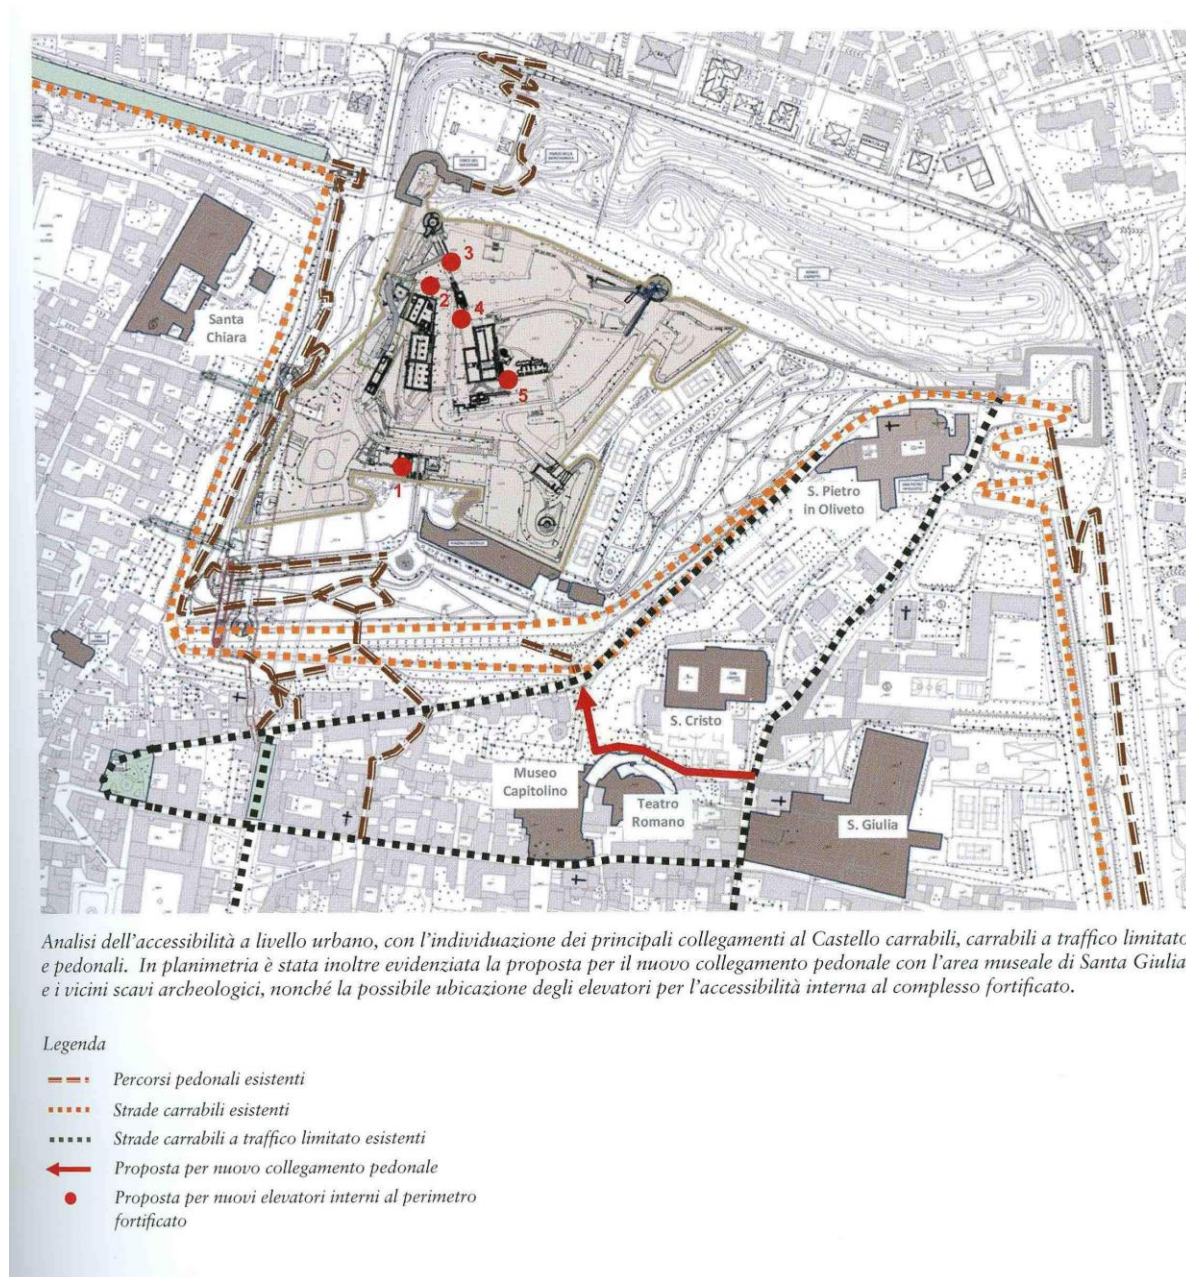 3
2
4
5
1
Santa
Chiara
S. Pietro
in Oliveto
S. Cristo
Museo
Capitolino
Teatro
Romano
S. Giulia
Analisi dell'accessibilità a livello urbano, con l'individuazione dei principali collegamenti al Castello carrabili, carrabili a traffico limitato
e pedonali. In planimetria è stata inoltre evidenziata la proposta per il nuovo collegamento pedonale con l'area museale di Santa Giulia
e i vicini scavi archeologici, nonché la possibile ubicazione degli elevatori per l'accessibilità interna al complesso fortificato.
Legenda
Percorsi pedonali esistenti
Strade carrabili esistenti
Strade carrabili a traffico limitato esistenti
Proposta per nuovo collegamento pedonale
Proposta per nuovi elevatori interni al perimetro
fortificato